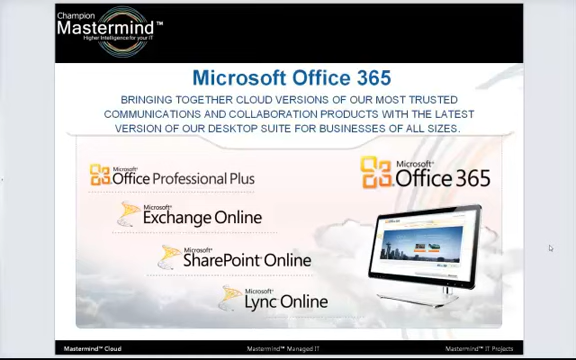 Champion
Mastermind™
Higher Intelligence for your IT
Microsoft Office 365
BRINGING TOGETHER CLOUD VERSIONS OF OUR MOST TRUSTED
COMMUNICATIONS AND COLLABORATION PRODUCTS WITH THE LATEST
VERSION OF OUR DESKTOP SUITE FOR BUSINESSES OF ALL SIZES.
Microsoft®
Office Professional Plus
Microsoft®
Office 365
Microsoft®
Exchange Online
Microsoft®
SharePoint® Online
Microsoft®
Lync Online
Mastermind™ Cloud
Mastermind™ Managed IT
Mastermind™ IT Projects